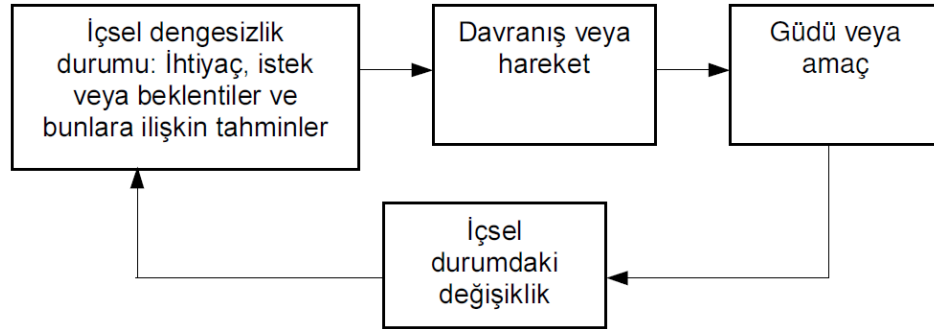 İçsel dengesizlik
durumu: İhtiyaç, istek
veya beklentiler ve
bunlara ilişkin tahminler
Davranış veya
hareket
Güdü veya
amaç
İçsel
durumdaki
değişiklik